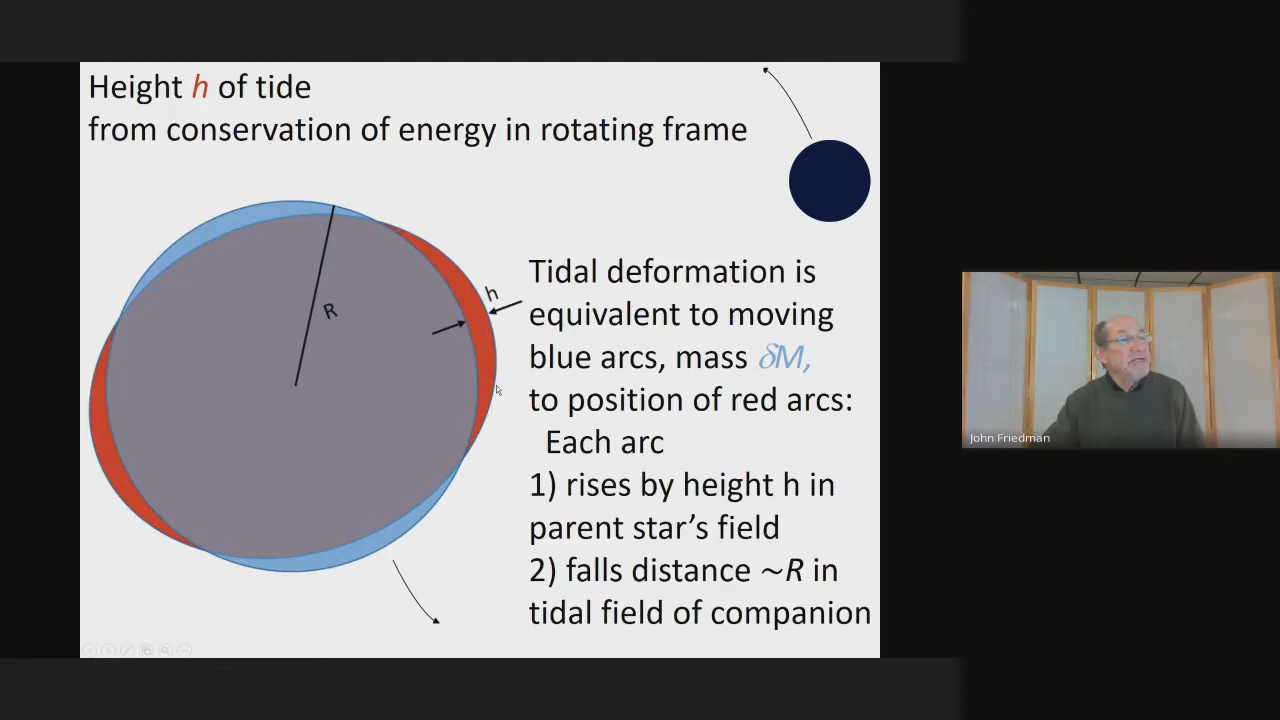 Height h of tide
from conservation of energy in rotating frame
R
h
Tidal deformation is
equivalent to moving
blue arcs, mass δM,
to position of red arcs:
Each arc
1) rises by height h in
parent star’s field
2) falls distance ~R in
tidal field of companion
John Friedman